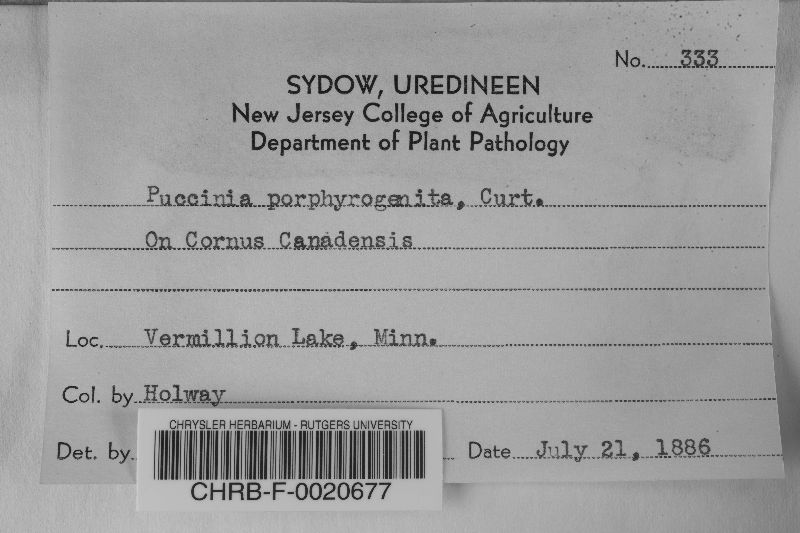 No. 333
SYDOW, UREDINEEN
New Jersey College of Agriculture
Department of Plant Pathology
Puccinia porphyrogenita, Curt.
On Cornus Canadensis
Loc. Vermillion Lake, Minn.
Col. by Holway
Det. by Date July 21, 1886
CHRYSLER HERBARIUM - RUTGERS UNIVERSITY
CHRB-F-0020677